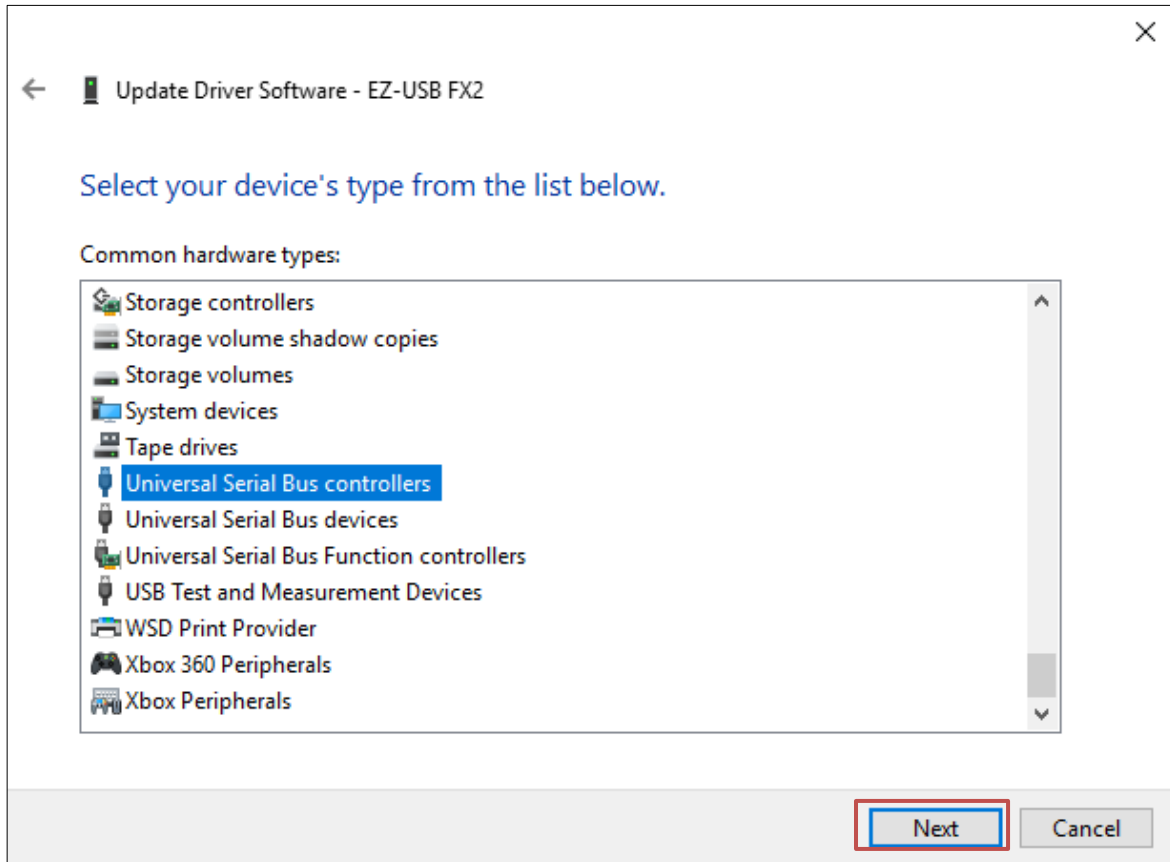 Update Driver Software - EZ-USB FX2
Select your device's type from the list below.
Common hardware types:
Storage controllers
Storage volume shadow copies
Storage volumes
System devices
Tape drives
Universal Serial Bus controllers
Universal Serial Bus devices
Universal Serial Bus Function controllers
USB Test and Measurement Devices
WSD Print Provider
Xbox 360 Peripherals
Xbox Peripherals
Next Cancel